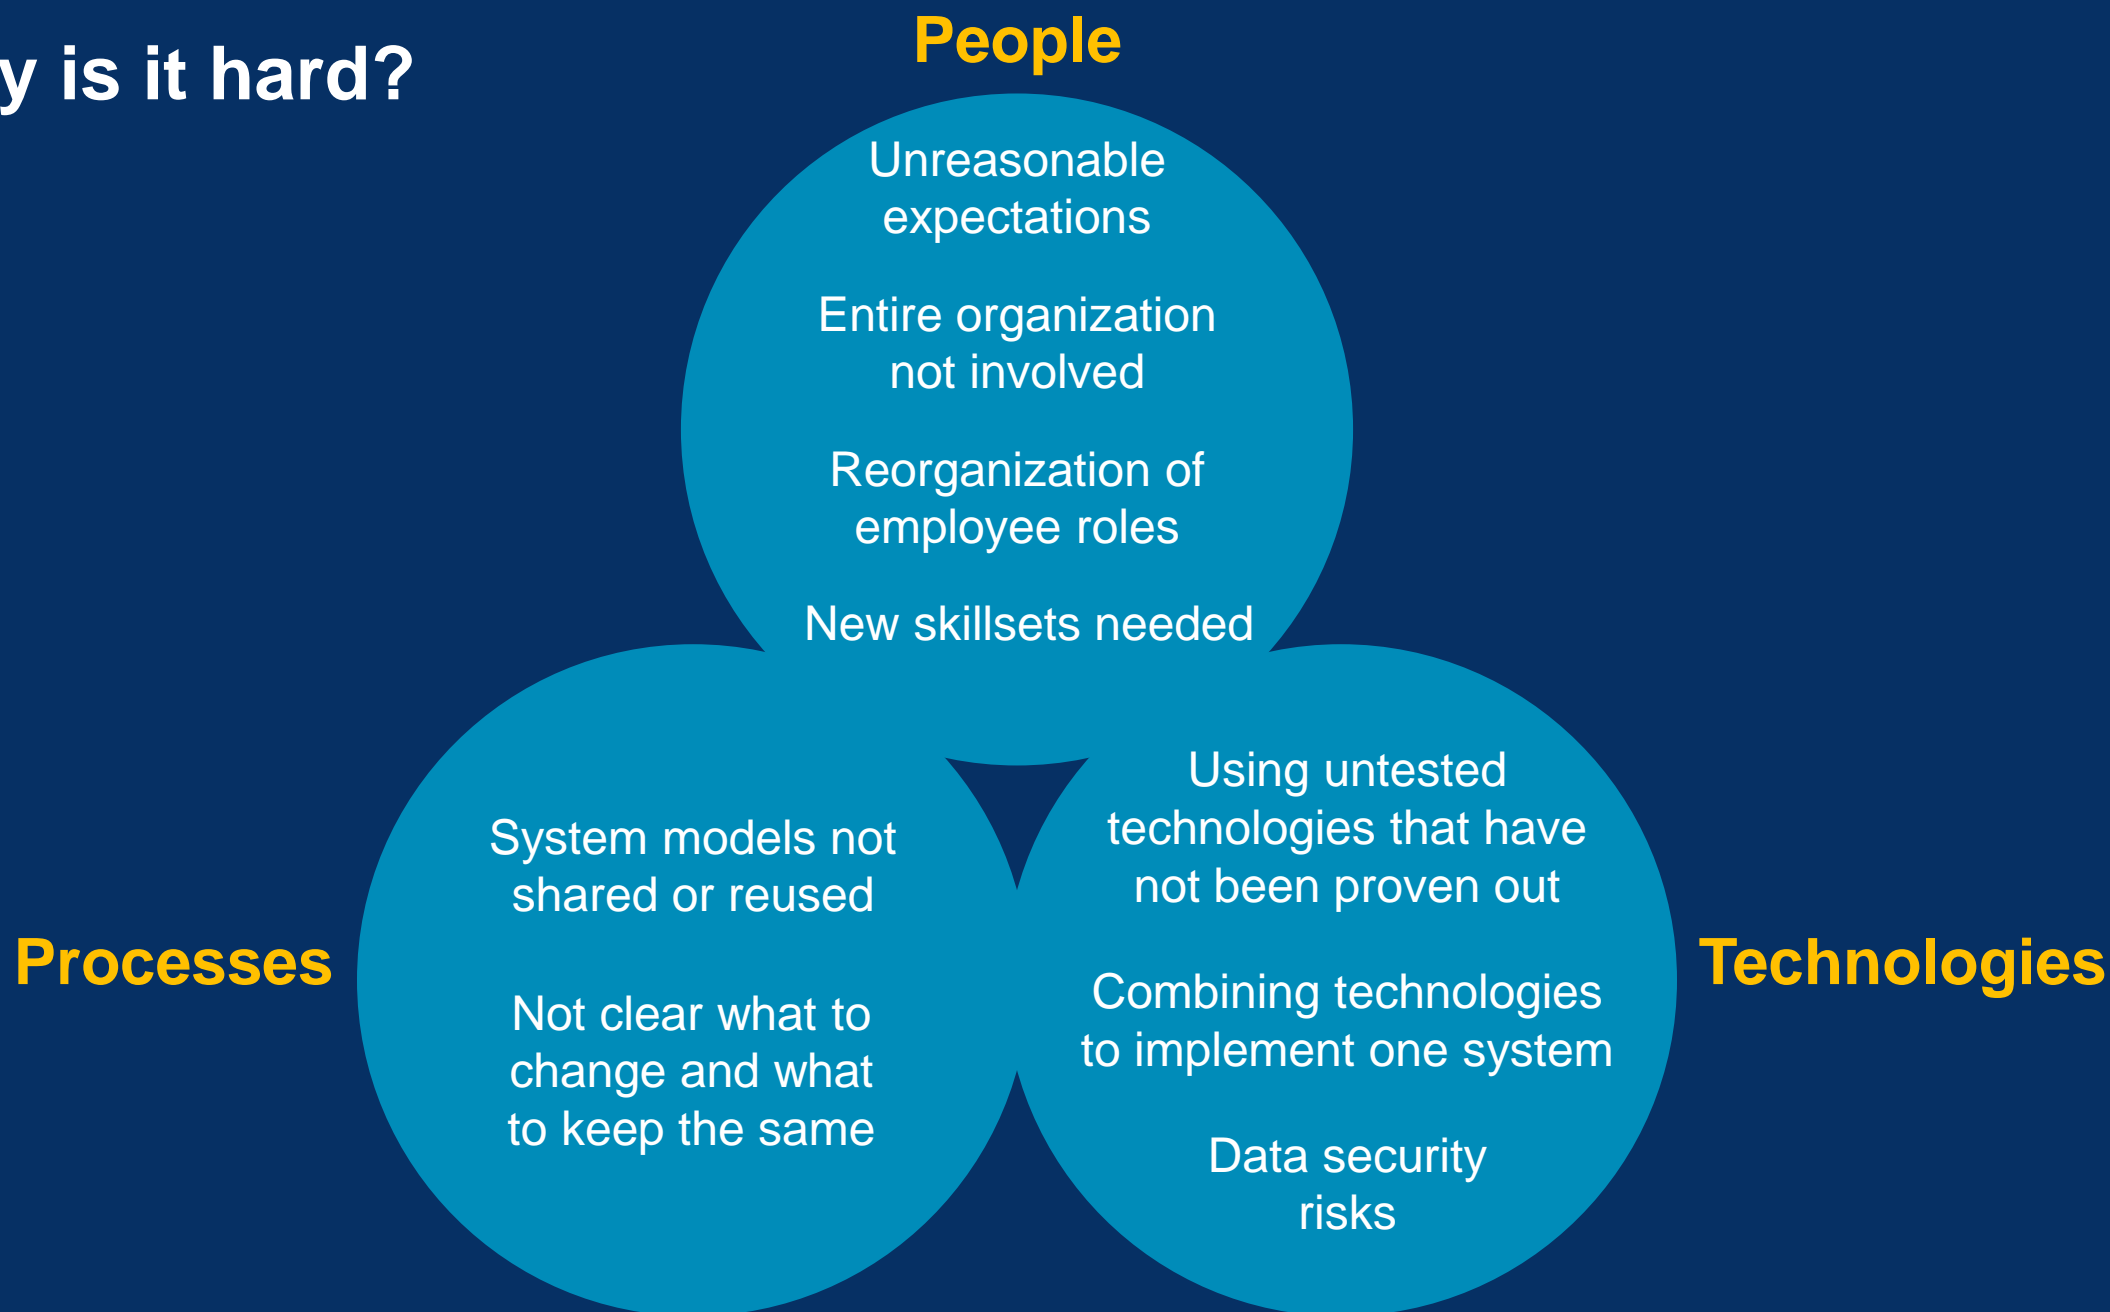 y is it hard?
People
Unreasonable
expectations
Entire organization
not involved
Reorganization of
employee roles
New skillsets needed
Processes
System models not
shared or reused
Not clear what to
change and what
to keep the same
Using untested
technologies that have
not been proven out
Combining technologies
to implement one system
Data security
risks
Technologies